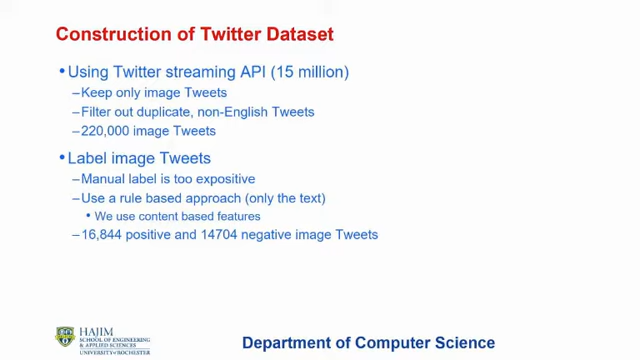 Construction of Twitter Dataset
•Using Twitter streaming API (15 million)
–Keep only image Tweets
–Filter out duplicate, non-English Tweets
–220,000 image Tweets
•Label image Tweets
–Manual label is too expositive
–Use a rule based approach (only the text)
•We use content based features
–16,844 positive and 14704 negative image Tweets
HAJIM
SCHOOL OF ENGINEERING
& APPLIED SCIENCES
UNIVERSITY of ROCHESTER
Department of Computer Science